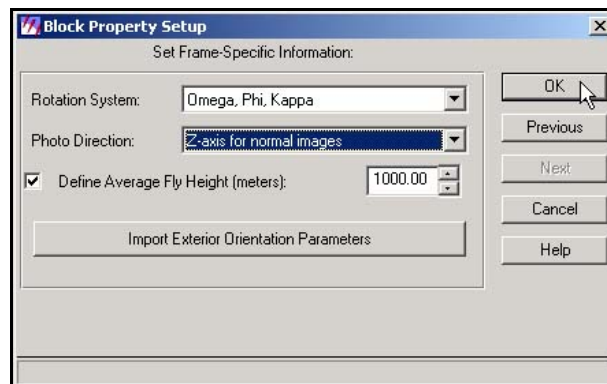 Block Property Setup
Set Frame-Specific Information:
Rotation System: Omega, Phi, Kappa
Photo Direction: Z-axis for normal images
Define Average Fly Height (meters): 1000.00
Import Exterior Orientation Parameters
OK
Previous
Next
Cancel
Help